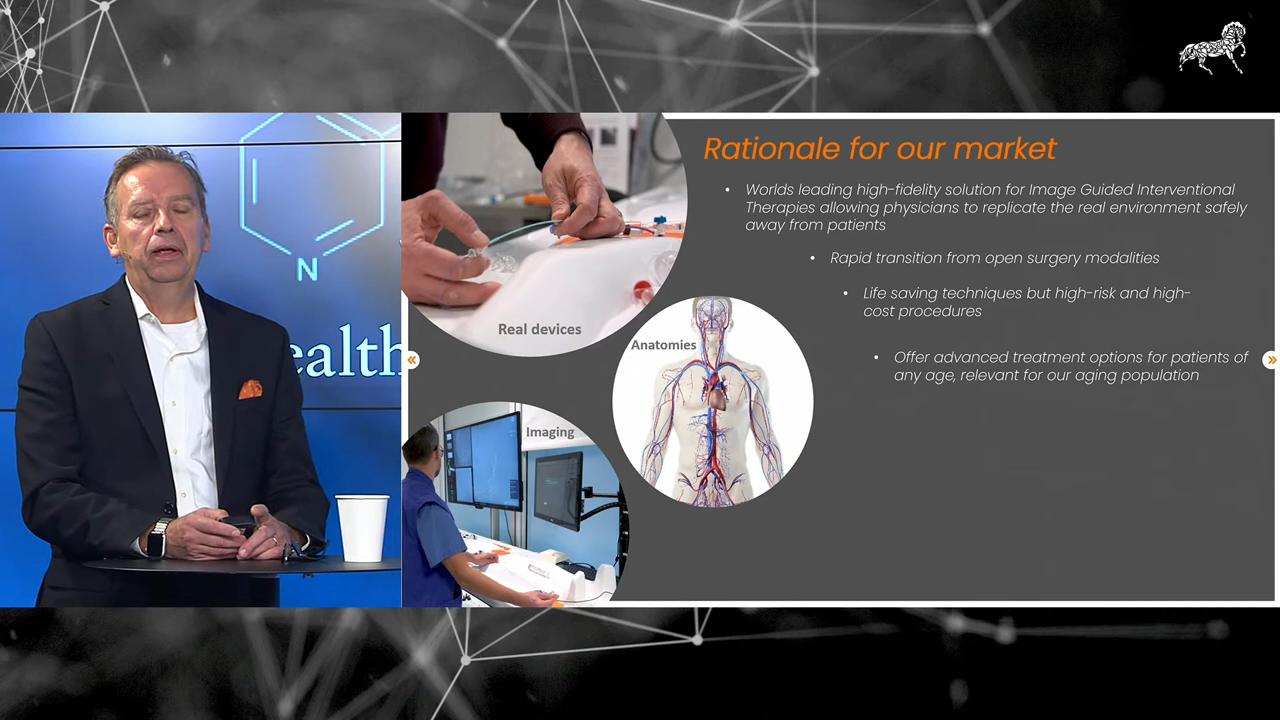 N
ealth
Rationale for our market
• Worlds leading high-fidelity solution for Image Guided Interventional
Therapies allowing physicians to replicate the real environment safely
away from patients
• Rapid transition from open surgery modalities
• Life saving techniques but high-risk and high-
cost procedures
• Offer advanced treatment options for patients of
any age, relevant for our aging population
Real devices
Anatomies
Imaging